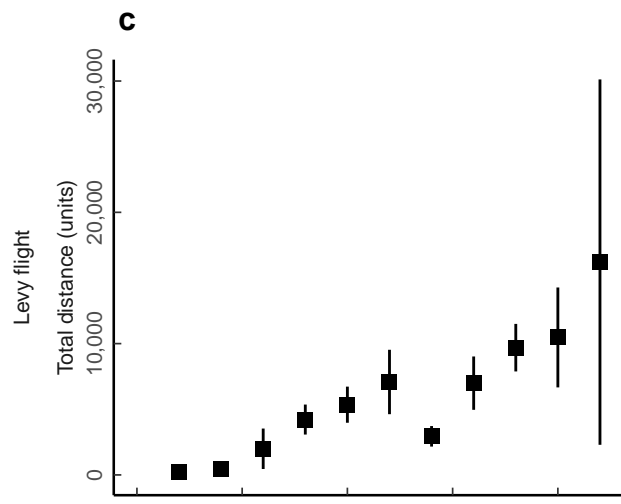 c
Levy flight
Total distance (units)
30,000
20,000
10,000
0